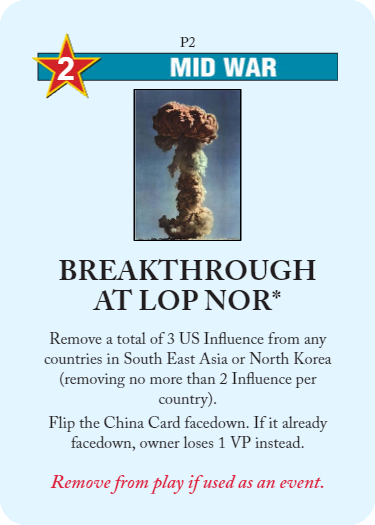 P2
2
MID WAR
BREAKTHROUGH
AT LOP NOR*
Remove a total of 3 US Influence from any
countries in South East Asia or North Korea
(removing no more than 2 Influence per
country).
Flip the China Card facedown. If it already
facedown, owner loses 1 VP instead.
Remove from play if used as an event.